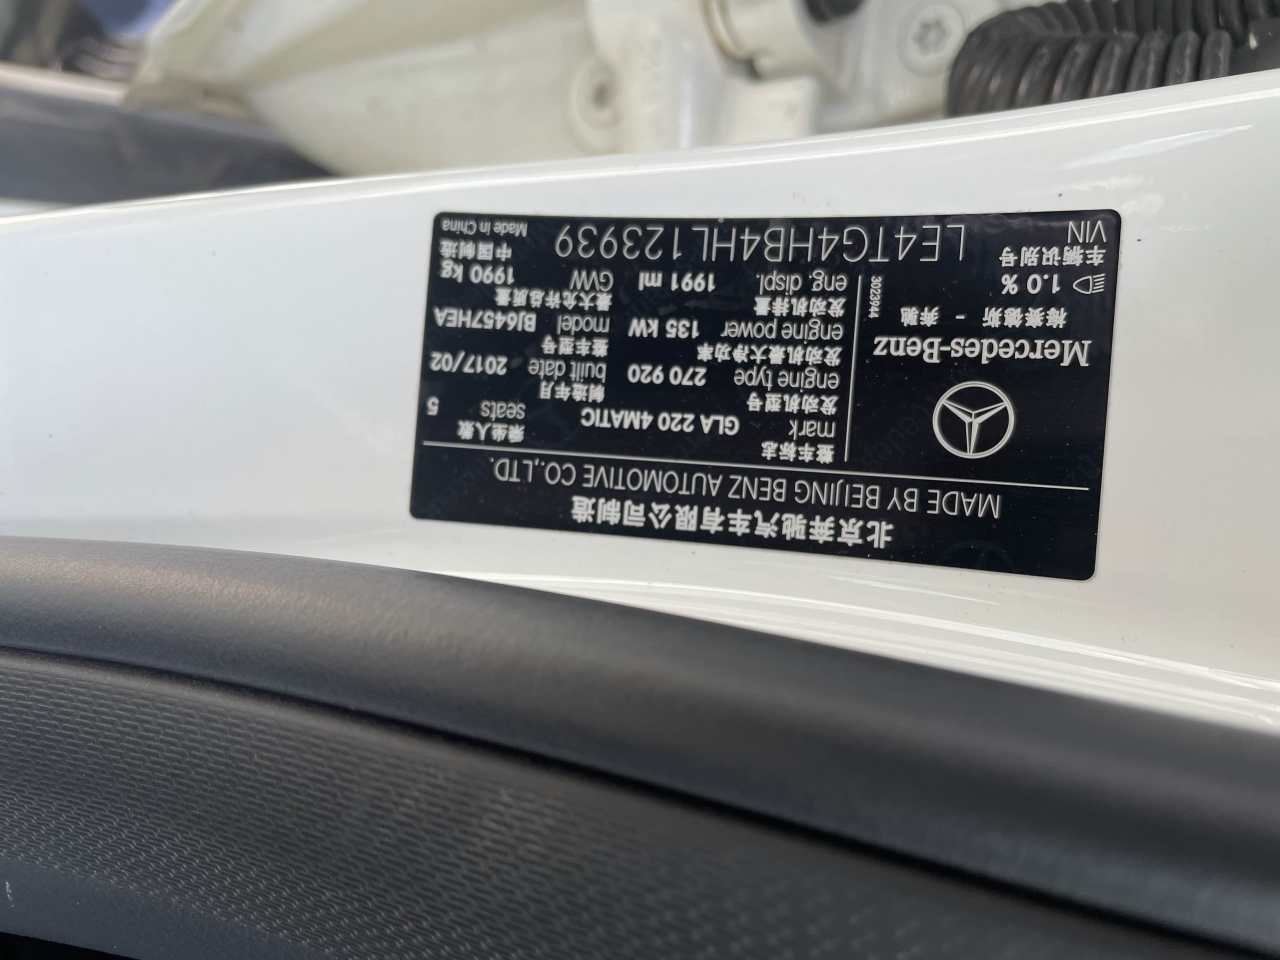 北京奔驰汽车有限公司制造
MADE BY BEIJING BENZ AUTOMOTIVE CO.,LTD.
Mercedes-Benz
梅赛德斯 - 奔驰
1.0 %
3023944
整车标志
mark GLA 220 4MATIC
乘坐人数
seats 5
发动机型号
engine type 270 920
制造年月
built date 2017/02
发动机最大净功率
engine power 135 kW
整车型号
model BJ6457HEA
发动机排量
eng. displ. 1991 ml
最大允许总质量
GVW 1990 kg
车辆识别号
VIN LE4TG4HB4HL123939
中国制造
Made in China